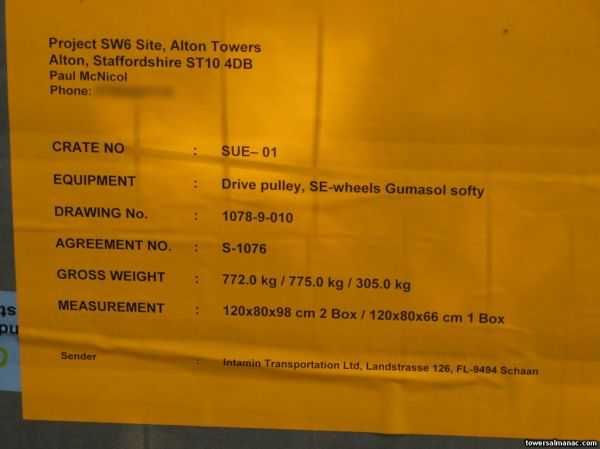 Project SW6 Site, Alton Towers
Alton, Staffordshire ST10 4DB
Paul McNicol
Phone:
CRATE NO : SUE– 01
EQUIPMENT : Drive pulley, SE-wheels Gumasol softy
DRAWING No. : 1078-9-010
AGREEMENT NO. : S-1076
GROSS WEIGHT : 772.0 kg / 775.0 kg / 305.0 kg
MEASUREMENT : 120x80x98 cm 2 Box / 120x80x66 cm 1 Box
Sender : Intamin Transportation Ltd, Landstrasse 126, FL-9494 Schaan
towersalmanac.com